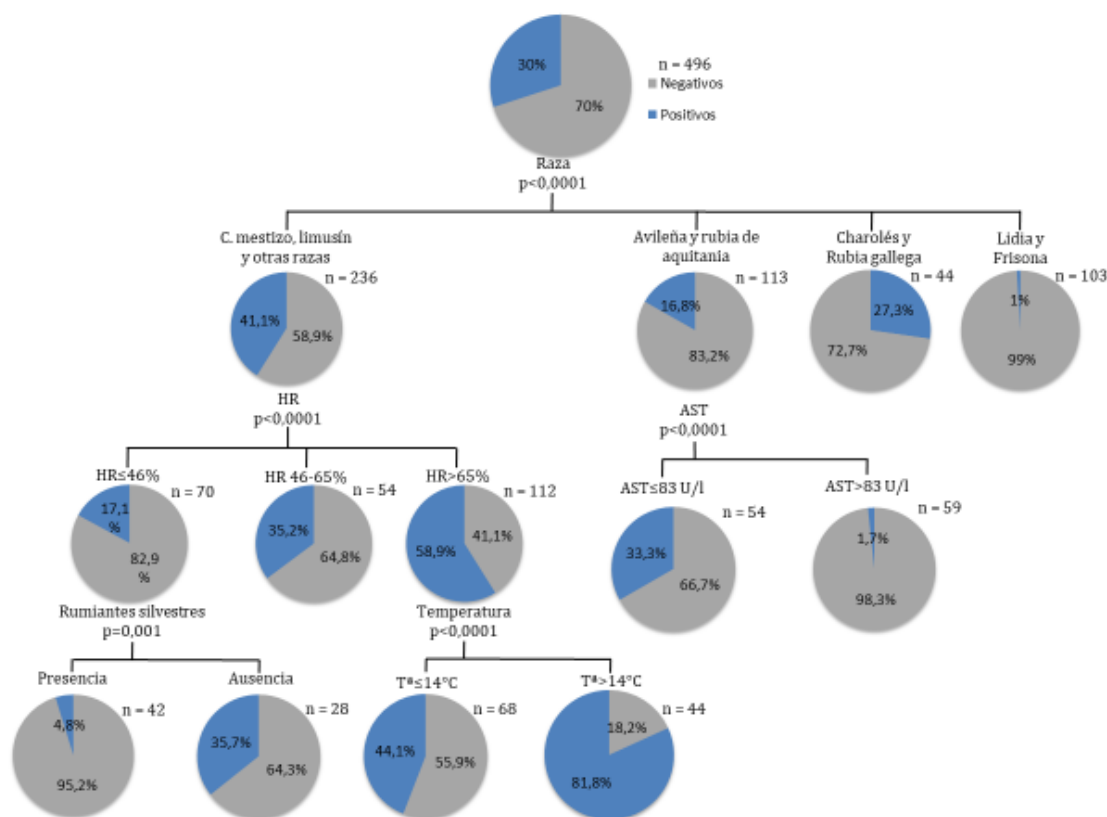 30%
70%
n = 496
Negativos
Positivos
Raza
p<0,0001
C. mestizo, limusín
y otras razas
n = 236
41,1%
58,9%
Avileña y rubia de
aquitania
n = 113
16,8%
83,2%
Charolés y
Rubia gallega
n = 44
27,3%
72,7%
Lidia y
Frisona
n = 103
1%
99%
HR
p<0,0001
AST
p<0,0001
HR≤46%
n = 70
17,1
%
82,9
%
HR 46-65%
n = 54
35,2%
64,8%
HR>65%
n = 112
41,1%
58,9%
AST≤83 U/l
n = 54
33,3%
66,7%
AST>83 U/l
n = 59
1,7%
98,3%
Rumiantes silvestres
p=0,001
Temperatura
p<0,0001
Presencia
n = 42
4,8%
95,2%
Ausencia
n = 28
35,7%
64,3%
Tª≤14°C
n = 68
44,1%
55,9%
Tª>14°C
n = 44
18,2%
81,8%